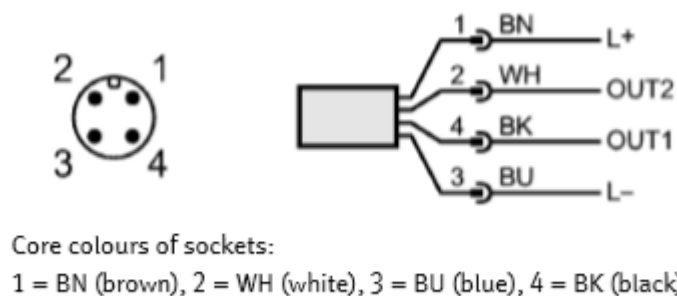 2 1
3 4
1 BN L+
2 WH OUT2
4 BK OUT1
3 BU L–
Core colours of sockets:
1 = BN (brown), 2 = WH (white), 3 = BU (blue), 4 = BK (black)